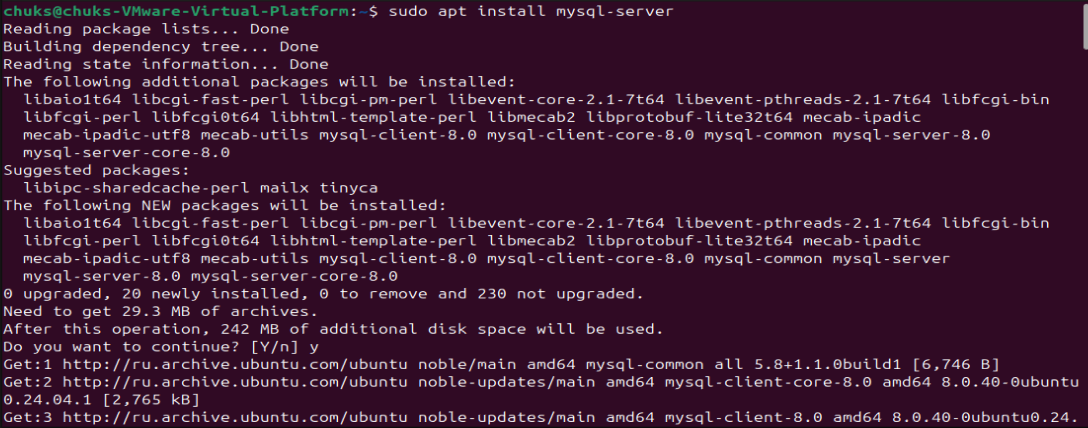 chuks@chuks-VMware-Virtual-Platform:~$ sudo apt install mysql-server
Reading package lists... Done
Building dependency tree... Done
Reading state information... Done
The following additional packages will be installed:
  libaio1t64 libcgi-fast-perl libcgi-pm-perl libevent-core-2.1-7t64 libevent-pthreads-2.1-7t64 libfcgi-bin
  libfcgi-perl libfcgi0t64 libhtml-template-perl libmecab2 libprotobuf-lite32t64 mecab-ipadic
  mecab-ipadic-utf8 mecab-utils mysql-client-8.0 mysql-client-core-8.0 mysql-common mysql-server-8.0
  mysql-server-core-8.0
Suggested packages:
  libipc-sharedcache-perl mailx tinyca
The following NEW packages will be installed:
  libaio1t64 libcgi-fast-perl libcgi-pm-perl libevent-core-2.1-7t64 libevent-pthreads-2.1-7t64 libfcgi-bin
  libfcgi-perl libfcgi0t64 libhtml-template-perl libmecab2 libprotobuf-lite32t64 mecab-ipadic
  mecab-ipadic-utf8 mecab-utils mysql-client-8.0 mysql-client-core-8.0 mysql-common mysql-server
  mysql-server-8.0 mysql-server-core-8.0
0 upgraded, 20 newly installed, 0 to remove and 230 not upgraded.
Need to get 29.3 MB of archives.
After this operation, 242 MB of additional disk space will be used.
Do you want to continue? [Y/n] y
Get:1 http://ru.archive.ubuntu.com/ubuntu noble/main amd64 mysql-common all 5.8+1.1.0build1 [6,746 B]
Get:2 http://ru.archive.ubuntu.com/ubuntu noble-updates/main amd64 mysql-client-core-8.0 amd64 8.0.40-0ubuntu
0.24.04.1 [2,765 kB]
Get:3 http://ru.archive.ubuntu.com/ubuntu noble-updates/main amd64 mysql-client-8.0 amd64 8.0.40-0ubuntu0.24.